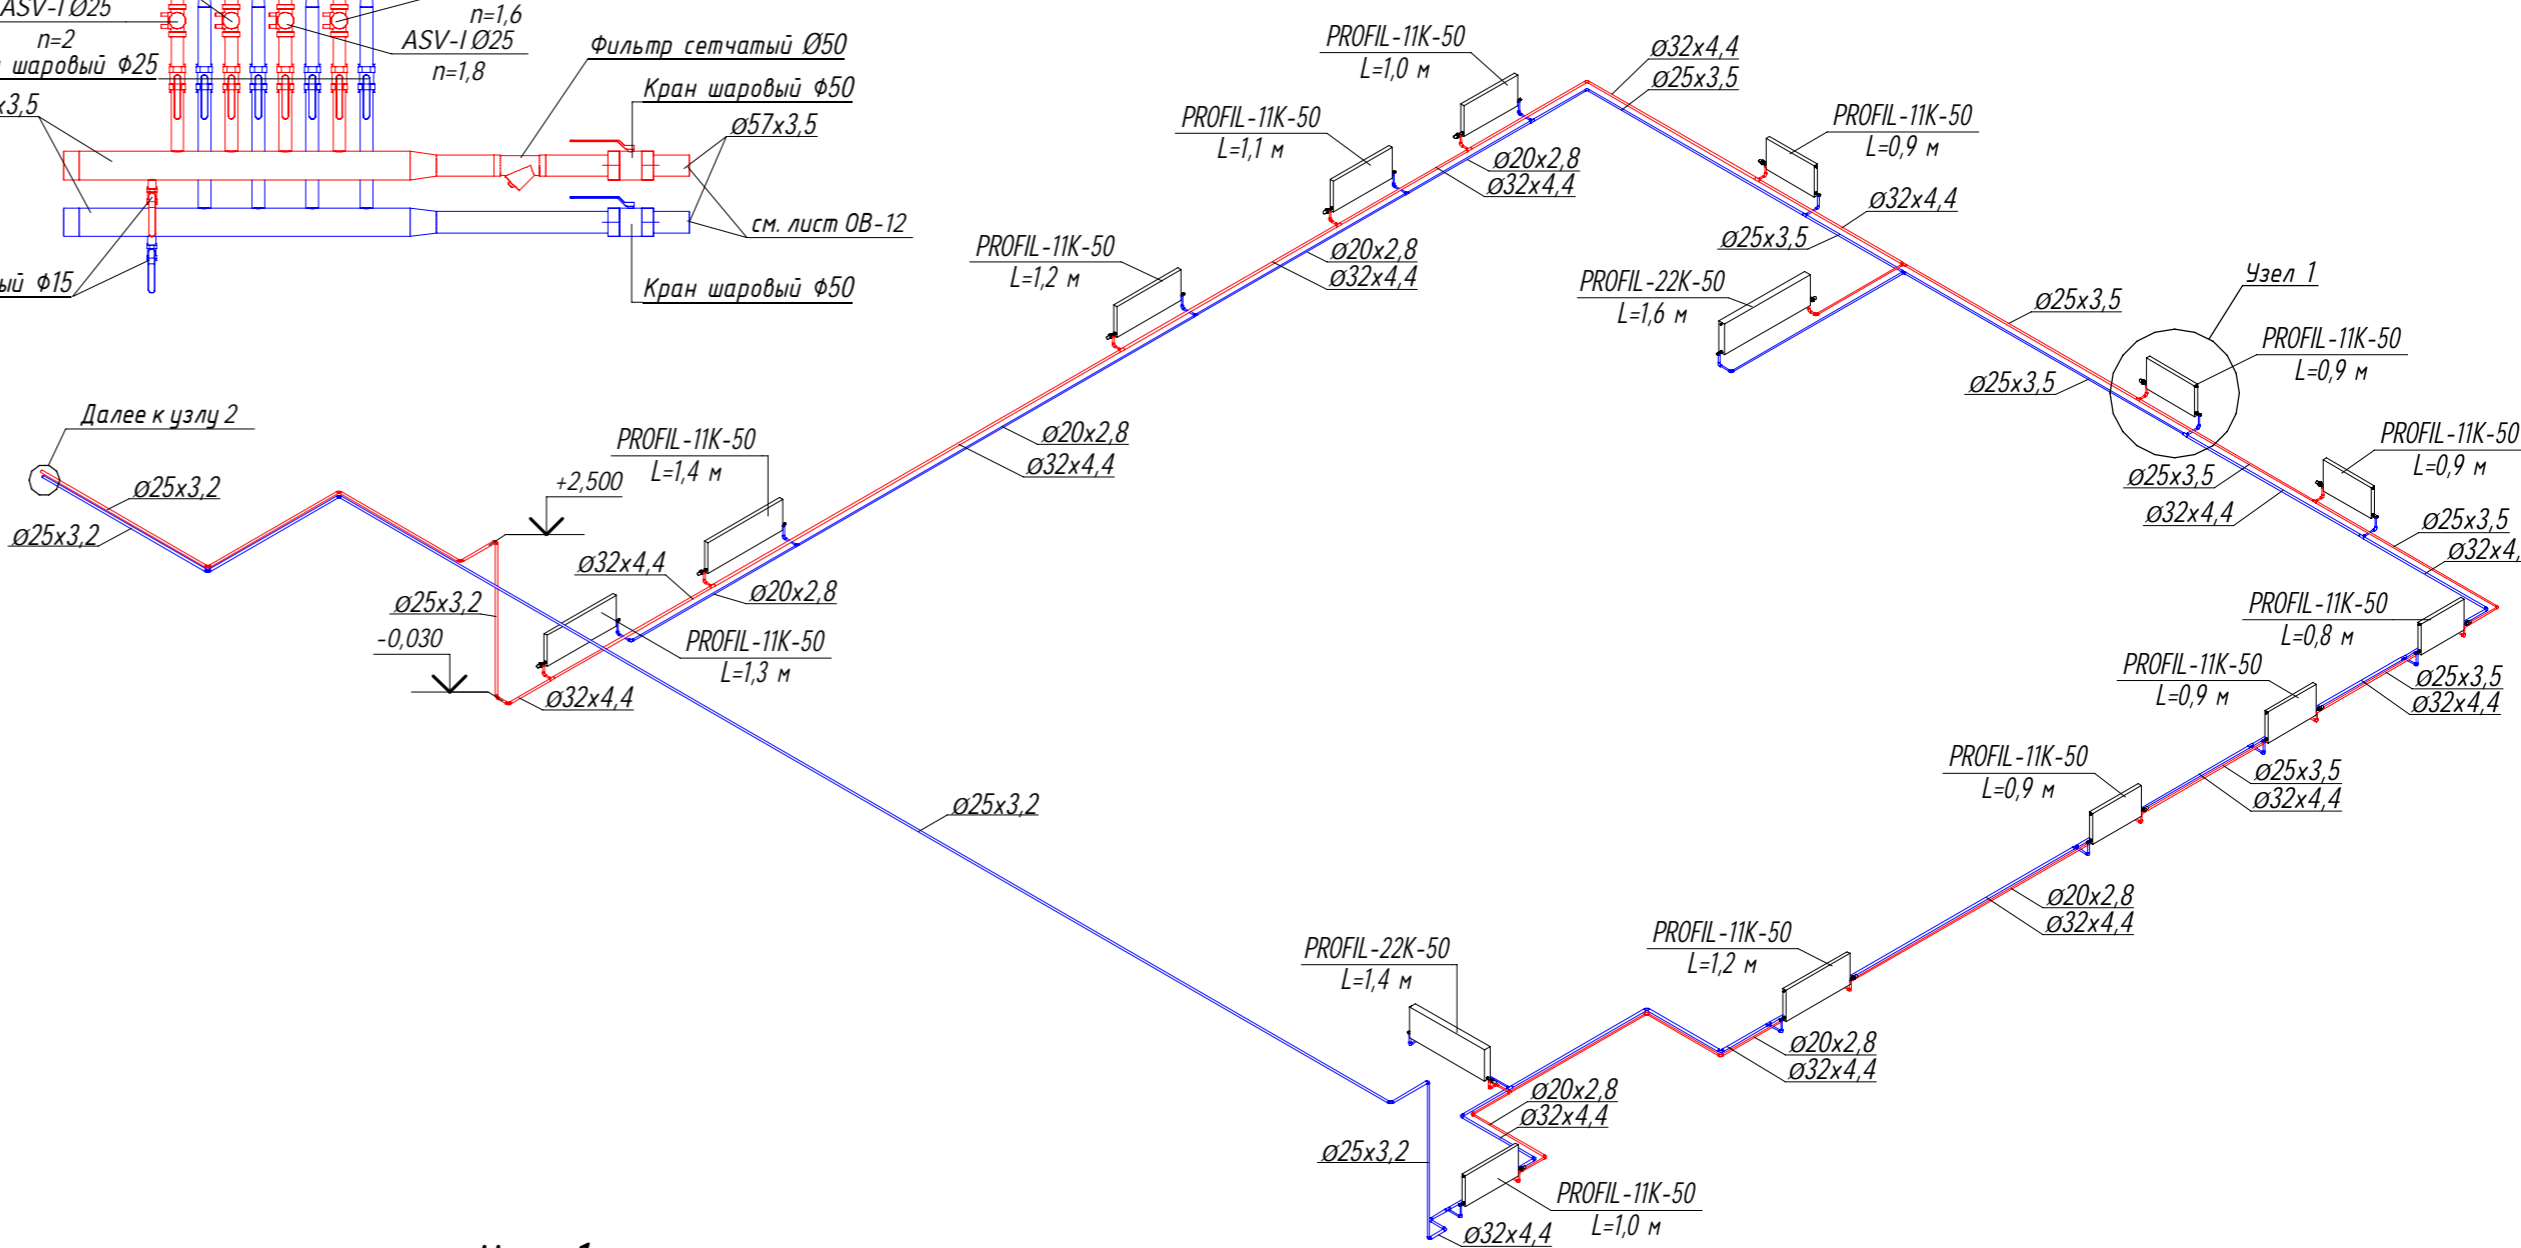 ASV-I Ø25
n=2
шаровый Ф25
х3,5
n=1,6
ASV-I Ø25
n=1,8
Фильтр сетчатый Ø50
Кран шаровый Ф50
Ø57х3,5
см. лист ОВ-12
Кран шаровый Ф50
ый Ф15
PROFIL-11K-50
L=1,0 м
Ø32х4,4
Ø25х3,5
PROFIL-11K-50
L=1,1 м
PROFIL-11K-50
L=0,9 м
Ø20х2,8
Ø32х4,4
Ø32х4,4
Ø25х3,5
PROFIL-11K-50
L=1,2 м
Ø20х2,8
Ø32х4,4
PROFIL-22K-50
L=1,6 м
Узел 1
Ø25х3,5
PROFIL-11K-50
L=0,9 м
Ø25х3,5
Далее к узлу 2
PROFIL-11K-50
L=1,4 м
Ø20х2,8
Ø32х4,4
PROFIL-11K-50
L=0,9 м
Ø25х3,5
Ø32х4,4
Ø25х3,5
Ø32х4,
Ø25х3,2
Ø25х3,2
+2,500
Ø32х4,4
Ø20х2,8
Ø25х3,2
-0,030
PROFIL-11K-50
L=1,3 м
Ø32х4,4
PROFIL-11K-50
L=0,8 м
PROFIL-11K-50
L=0,9 м
Ø25х3,5
Ø32х4,4
PROFIL-11K-50
L=0,9 м
Ø25х3,5
Ø32х4,4
Ø25х3,2
Ø20х2,8
Ø32х4,4
PROFIL-22K-50
L=1,4 м
PROFIL-11K-50
L=1,2 м
Ø20х2,8
Ø32х4,4
Ø20х2,8
Ø32х4,4
Ø25х3,2
PROFIL-11K-50
L=1,0 м
Ø32х4,4